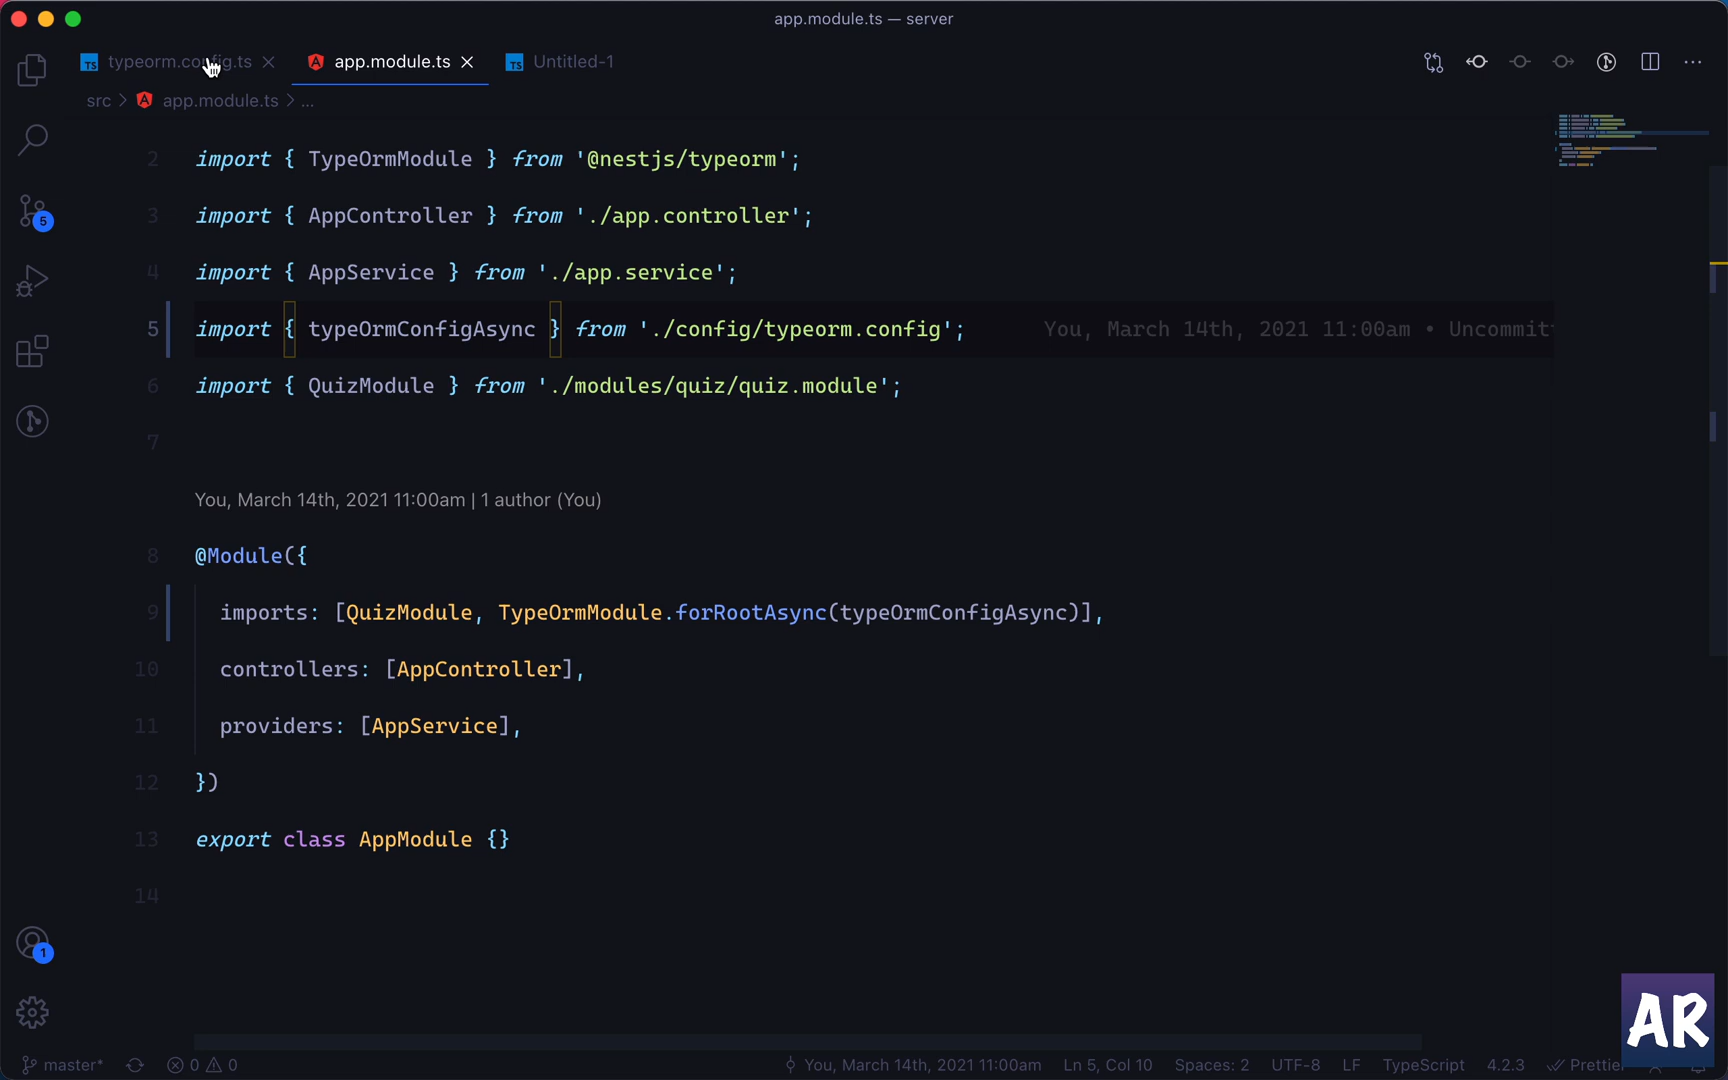 app.module.ts — server
typeorm.config.ts
app.module.ts
Untitled-1
src > app.module.ts > ...
2 import { TypeOrmModule } from '@nestjs/typeorm';
3 import { AppController } from './app.controller';
4 import { AppService } from './app.service';
5 import { typeOrmConfigAsync } from './config/typeorm.config'; You, March 14th, 2021 11:00am • Uncommit
5
6 import { QuizModule } from './modules/quiz/quiz.module';
7
You, March 14th, 2021 11:00am | 1 author (You)
8 @Module({
9 imports: [QuizModule, TypeOrmModule.forRootAsync(typeOrmConfigAsync)],
10 controllers: [AppController],
11 providers: [AppService],
12 })
13 export class AppModule {}
14
1
AR
master* 0 0 You, March 14th, 2021 11:00am Ln 5, Col 10 Spaces: 2 UTF-8 LF TypeScript 4.2.3 Prettier